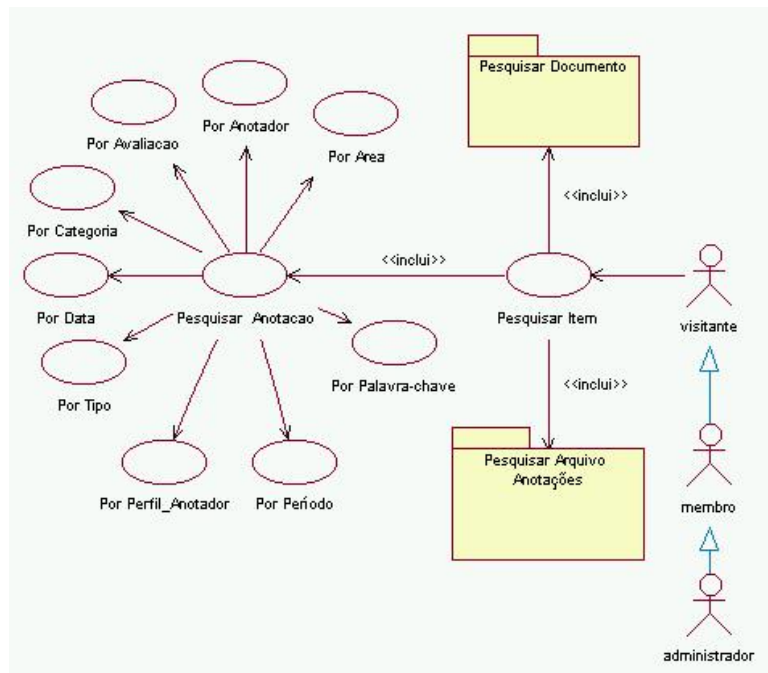 Pesquisar Documento
Por Anotador
Por Avaliacao
Por Area
<<inclui>>
Por Categoria
<<inclui>>
Por Data
Pesquisar Anotacao
Pesquisar Item
visitante
Por Palavra-chave
<<inclui>>
Por Tipo
Pesquisar Arquivo
Anotações
Por Perfil_Anotador
Por Período
membro
administrador